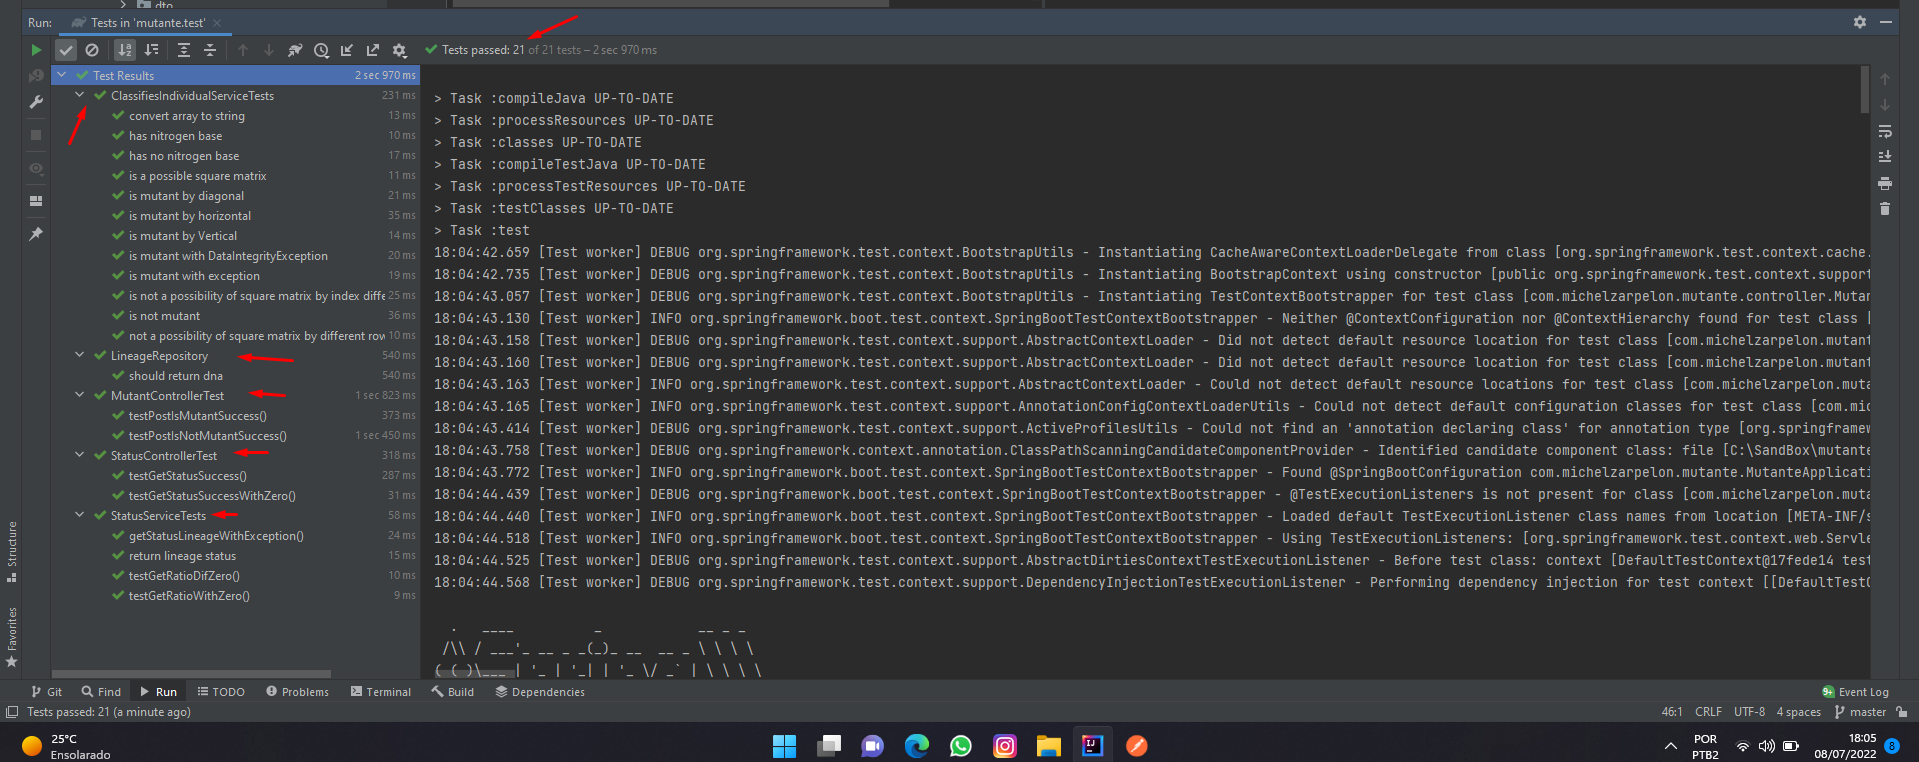 dto
Run: Tests in 'mutante.test'
Tests passed: 21 of 21 tests – 2 sec 970 ms
Test Results 2 sec 970 ms
ClassifiesIndividualServiceTests 231 ms
convert array to string 13 ms
has nitrogen base 10 ms
has no nitrogen base 17 ms
is a possible square matrix 11 ms
is mutant by diagonal 21 ms
is mutant by horizontal 35 ms
is mutant by Vertical 14 ms
is mutant with DataIntegrityException 20 ms
is mutant with exception 19 ms
is not a possibility of square matrix by index diffe 25 ms
is not mutant 36 ms
not a possibility of square matrix by different row 10 ms
LineageRepository 540 ms
should return dna 540 ms
MutantControllerTest 1 sec 823 ms
testPostIsMutantSuccess() 373 ms
testPostIsNotMutantSuccess() 1 sec 450 ms
StatusControllerTest 318 ms
testGetStatusSuccess() 287 ms
testGetStatusSuccessWithZero() 31 ms
StatusServiceTests 58 ms
getStatusLineageWithException() 24 ms
return lineage status 15 ms
testGetRatioDifZero() 10 ms
testGetRatioWithZero() 9 ms
> Task :compileJava UP-TO-DATE
> Task :processResources UP-TO-DATE
> Task :classes UP-TO-DATE
> Task :compileTestJava UP-TO-DATE
> Task :processTestResources UP-TO-DATE
> Task :testClasses UP-TO-DATE
> Task :test
18:04:42.659 [Test worker] DEBUG org.springframework.test.context.BootstrapUtils - Instantiating CacheAwareContextLoaderDelegate from class [org.springframework.test.context.cache.
18:04:42.735 [Test worker] DEBUG org.springframework.test.context.BootstrapUtils - Instantiating BootstrapContext using constructor [public org.springframework.test.context.support
18:04:43.057 [Test worker] DEBUG org.springframework.test.context.BootstrapUtils - Instantiating TestContextBootstrapper for test class [com.michelzarpelon.mutante.controller.Mutan
18:04:43.130 [Test worker] INFO org.springframework.boot.test.context.SpringBootTestContextBootstrapper - Neither @ContextConfiguration nor @ContextHierarchy found for test class [
18:04:43.158 [Test worker] DEBUG org.springframework.test.context.support.AbstractContextLoader - Did not detect default resource location for test class [com.michelzarpelon.mutant
18:04:43.160 [Test worker] DEBUG org.springframework.test.context.support.AbstractContextLoader - Did not detect default resource location for test class [com.michelzarpelon.mutant
18:04:43.163 [Test worker] INFO org.springframework.test.context.support.AbstractContextLoader - Could not detect default resource locations for test class [com.michelzarpelon.muta
18:04:43.165 [Test worker] INFO org.springframework.test.context.support.AnnotationConfigContextLoaderUtils - Could not detect default configuration classes for test class [com.mic
18:04:43.414 [Test worker] DEBUG org.springframework.test.context.support.ActiveProfilesUtils - Could not find an 'annotation declaring class' for annotation type [org.springframew
18:04:43.758 [Test worker] DEBUG org.springframework.context.annotation.ClassPathScanningCandidateComponentProvider - Identified candidate component class: file [C:\SandBox\mutante
18:04:43.772 [Test worker] INFO org.springframework.boot.test.context.SpringBootTestContextBootstrapper - Found @SpringBootConfiguration com.michelzarpelon.mutante.MutanteApplicati
18:04:44.439 [Test worker] DEBUG org.springframework.boot.test.context.SpringBootTestContextBootstrapper - @TestExecutionListeners is not present for class [com.michelzarpelon.muta
18:04:44.440 [Test worker] INFO org.springframework.boot.test.context.SpringBootTestContextBootstrapper - Loaded default TestExecutionListener class names from location [META-INF/s
18:04:44.518 [Test worker] INFO org.springframework.boot.test.context.SpringBootTestContextBootstrapper - Using TestExecutionListeners: [org.springframework.test.context.web.Servle
18:04:44.525 [Test worker] DEBUG org.springframework.test.context.support.AbstractDirtiesContextTestExecutionListener - Before test class: context [DefaultTestContext@17fede14 test
18:04:44.568 [Test worker] DEBUG org.springframework.test.context.support.DependencyInjectionTestExecutionListener - Performing dependency injection for test context [[DefaultTestC
Structure
Favorites
Git Find Run TODO Problems Terminal Build Dependencies 9+ Event Log
Tests passed: 21 (a minute ago) 46:1 CRLF UTF-8 4 spaces master
25°C
Ensolarado
POR
PTB2
18:05
08/07/2022
8